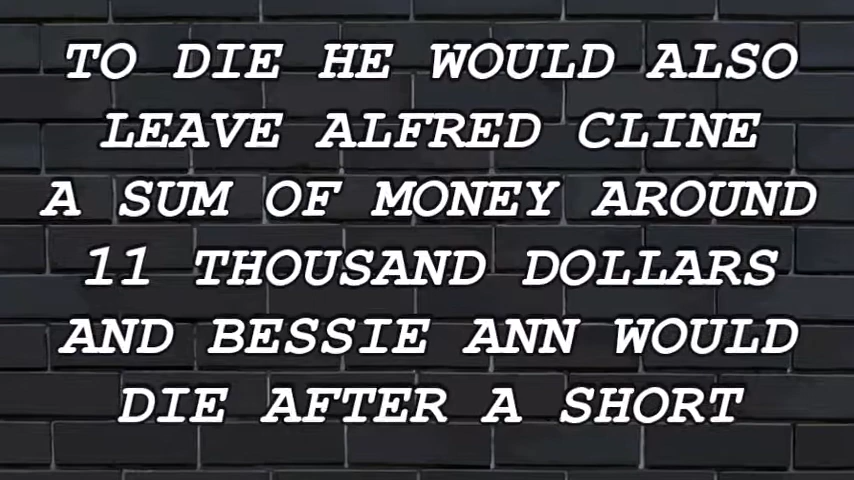 TO DIE HE WOULD ALSO
LEAVE ALFRED CLINE
A SUM OF MONEY AROUND
11 THOUSAND DOLLARS
AND BESSIE ANN WOULD
DIE AFTER A SHORT